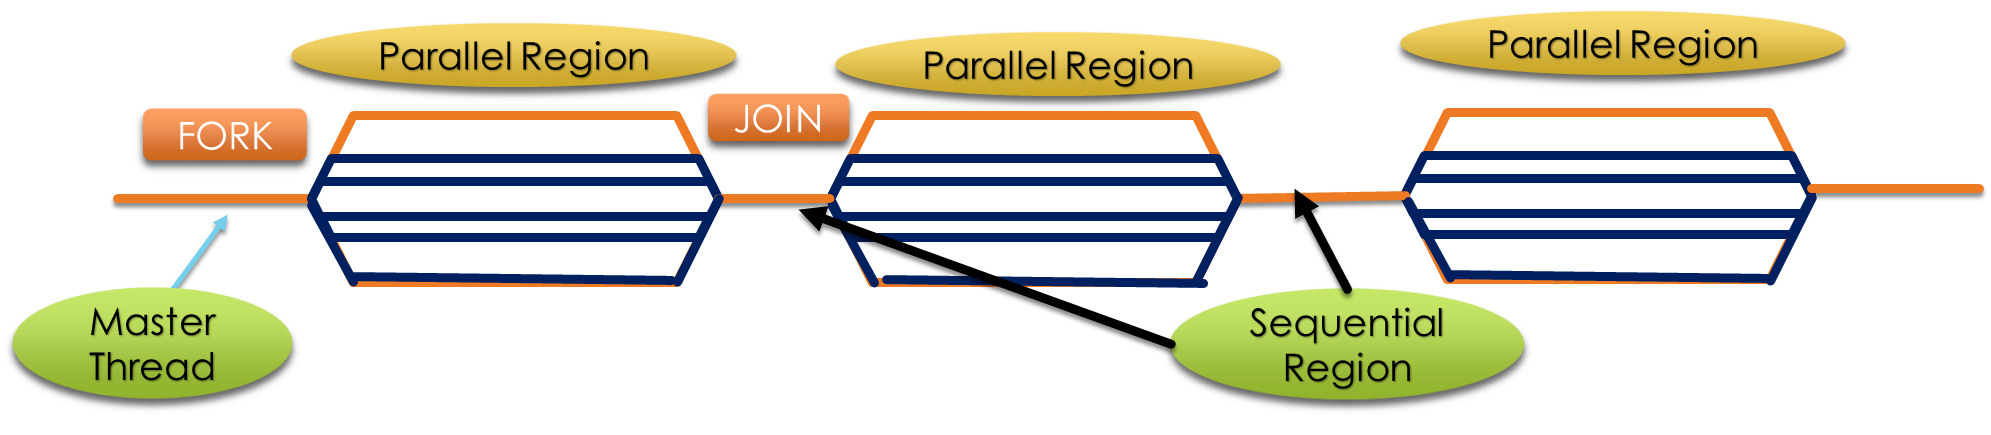 Parallel Region
Parallel Region
Parallel Region
FORK
JOIN
Master
Thread
Sequential
Region